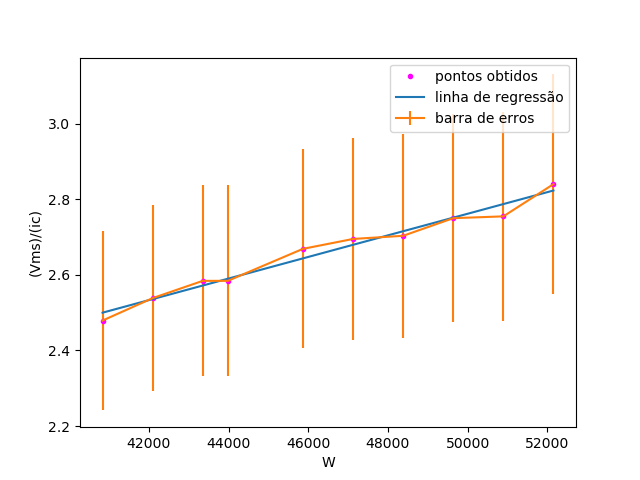 pontos obtidos
linha de regressão
barra de erros
3.0
2.8
2.6
2.4
2.2
(Vms)/(ic)
42000 44000 46000 48000 50000 52000
W